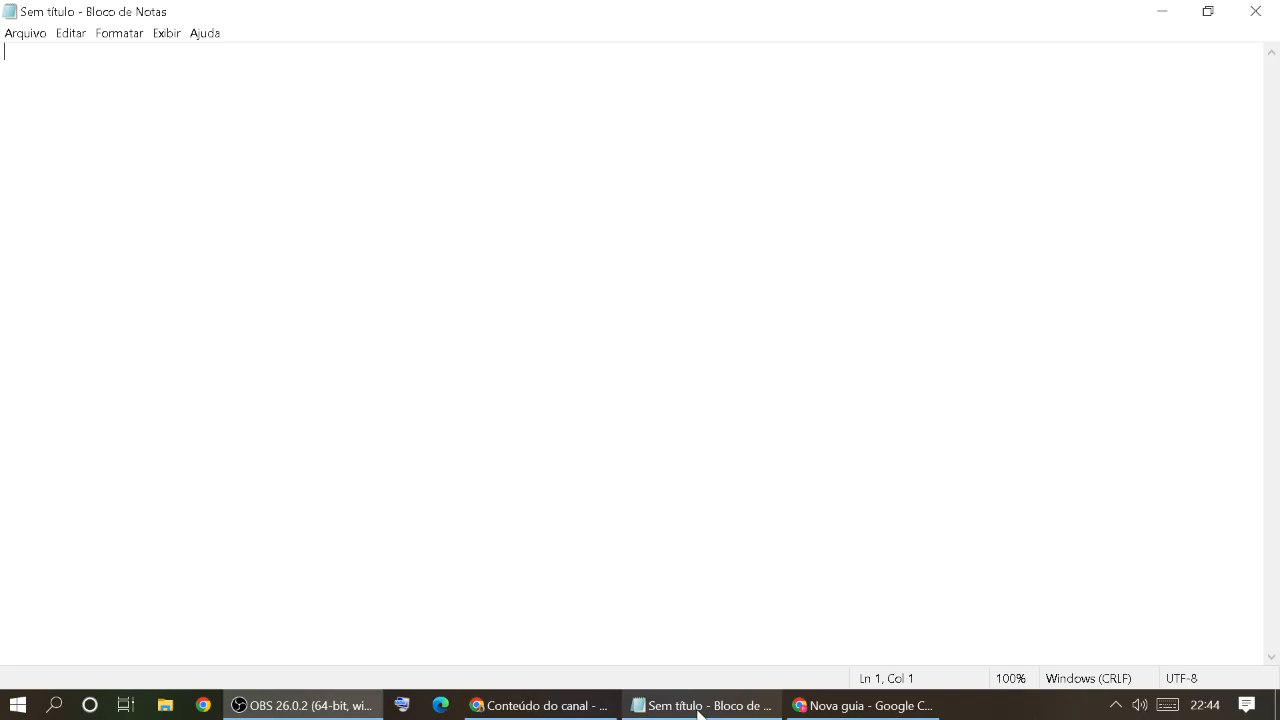 Sem título - Bloco de Notas
Arquivo Editar Formatar Exibir Ajuda
Ln 1, Col 1 100% Windows (CRLF) UTF-8
OBS 26.0.2 (64-bit, wi... Conteúdo do canal - ... Sem título - Bloco de ... Nova guia - Google C... 22:44